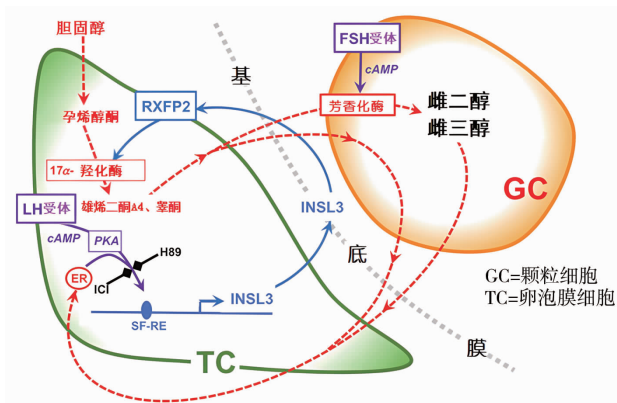 胆固醇
基
FSH受体
cAMP
RXFP2
芳香化酶
雌二醇
雌三醇
孕烯醇酮
17α- 羟化酶
GC
LH受体
雄烯二酮Δ4、睾酮
INSL3
cAMP
PKA
H89
底
ER
ICI
GC=颗粒细胞
TC=卵泡膜细胞
INSL3
SF-RE
膜
TC